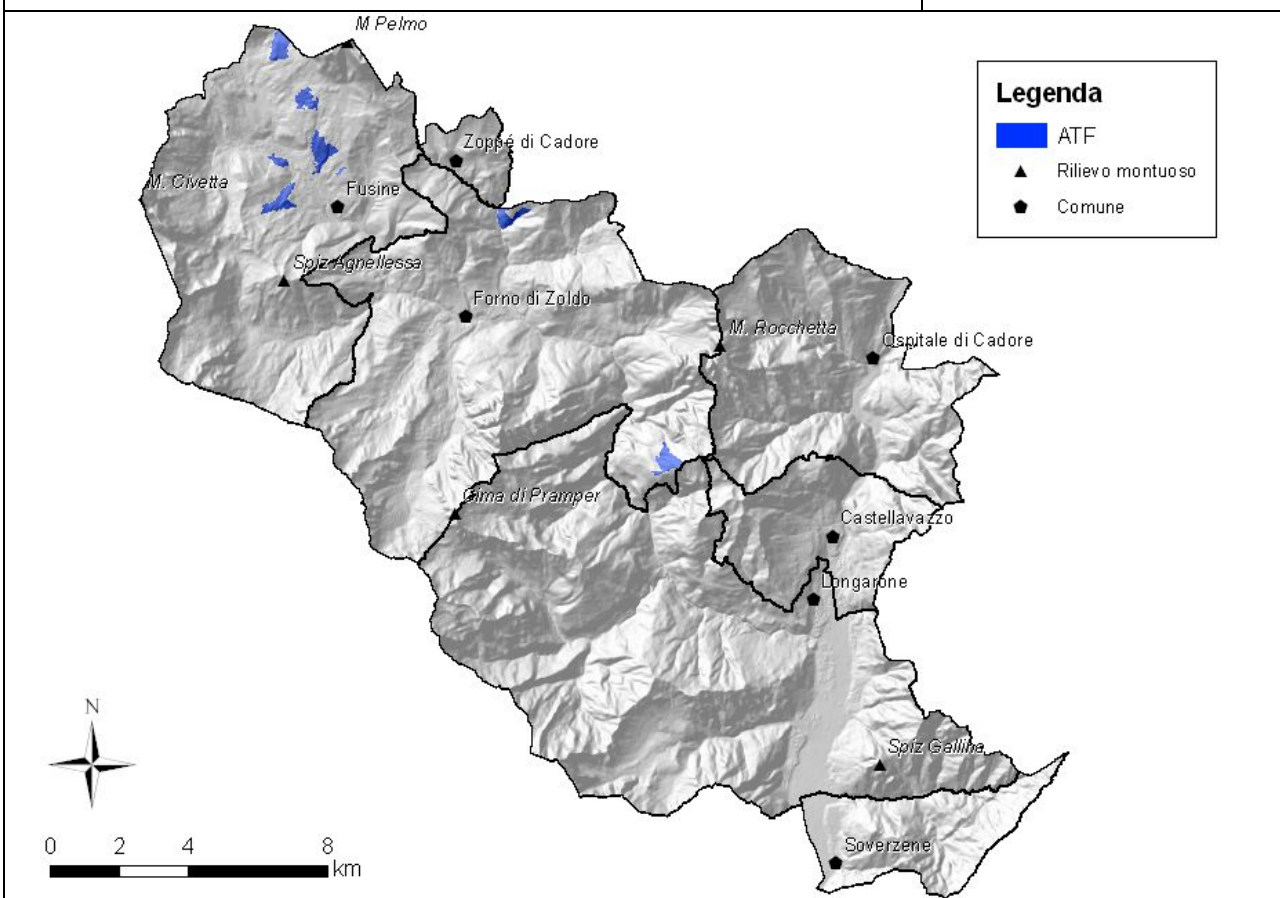 M Pelmo
Legenda
ATF
Rilievo montuoso
Comune
Zoppé di Cadore
M. Civetta
Fusine
Spiz Agnellessa
Forno di Zoldo
M. Rocchetta
Ospitale di Cadore
Cima di Pramper
Castellavazzo
Longarone
N
Spiz Gallina
0 2 4 8
km
Soverzene